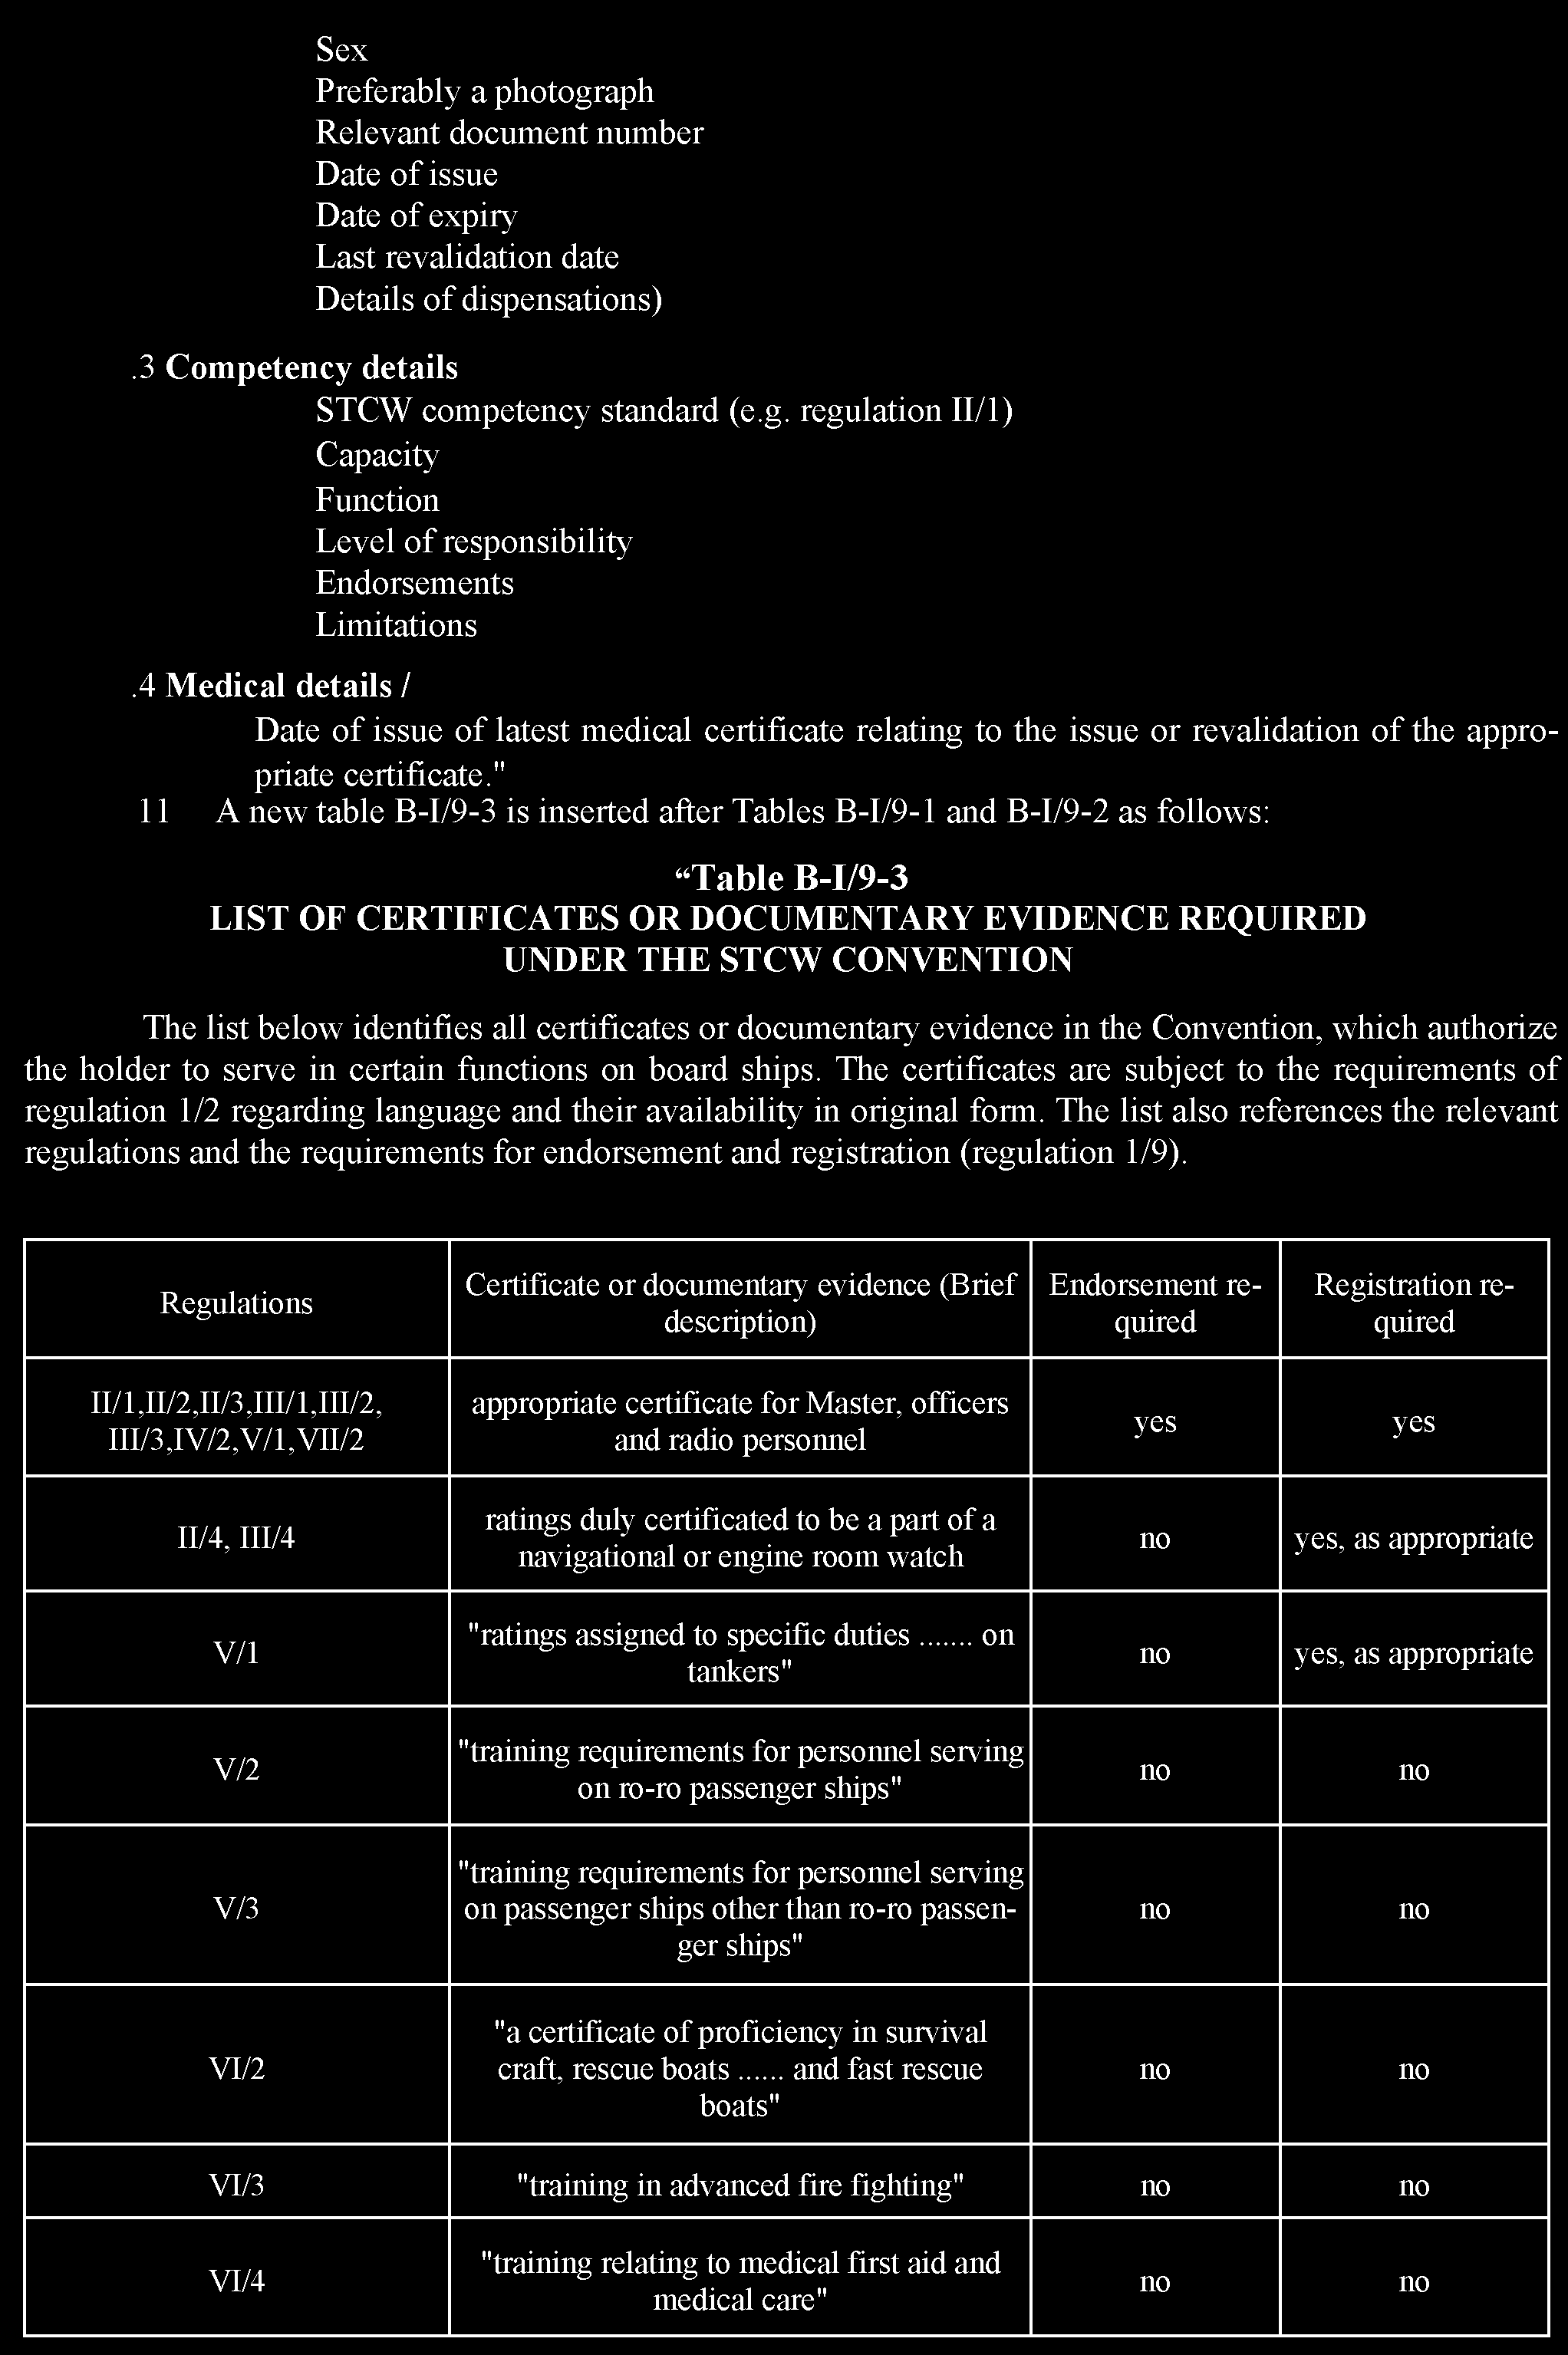 Sex
Preferably a photograph
Relevant document number
Date of issue
Date of expiry
Last revalidation date
Details of dispensations)
.3 Competency details
STCW competency standard (e.g. regulation II/1)
Capacity
Function
Level of responsibility
Endorsements
Limitations
.4 Medical details /
Date of issue of latest medical certificate relating to the issue or revalidation of the appro-
priate certificate."
11 A new table B-I/9-3 is inserted after Tables B-I/9-1 and B-I/9-2 as follows:
“Table B-I/9-3
LIST OF CERTIFICATES OR DOCUMENTARY EVIDENCE REQUIRED
UNDER THE STCW CONVENTION
The list below identifies all certificates or documentary evidence in the Convention, which authorize
the holder to serve in certain functions on board ships. The certificates are subject to the requirements of
regulation 1/2 regarding language and their availability in original form. The list also references the relevant
regulations and the requirements for endorsement and registration (regulation 1/9).
Regulations
Certificate or documentary evidence (Brief
description)
Endorsement re-
quired
Registration re-
quired
II/1,II/2,II/3,III/1,III/2,
III/3,IV/2,V/1,VII/2
appropriate certificate for Master, officers
and radio personnel
yes
yes
II/4, III/4
ratings duly certificated to be a part of a
navigational or engine room watch
no
yes, as appropriate
V/1
"ratings assigned to specific duties ....... on
tankers"
no
yes, as appropriate
V/2
"training requirements for personnel serving
on ro-ro passenger ships"
no
no
V/3
"training requirements for personnel serving
on passenger ships other than ro-ro passen-
ger ships"
no
no
VI/2
"a certificate of proficiency in survival
craft, rescue boats ...... and fast rescue
boats"
no
no
VI/3
"training in advanced fire fighting"
no
no
VI/4
"training relating to medical first aid and
medical care"
no
no